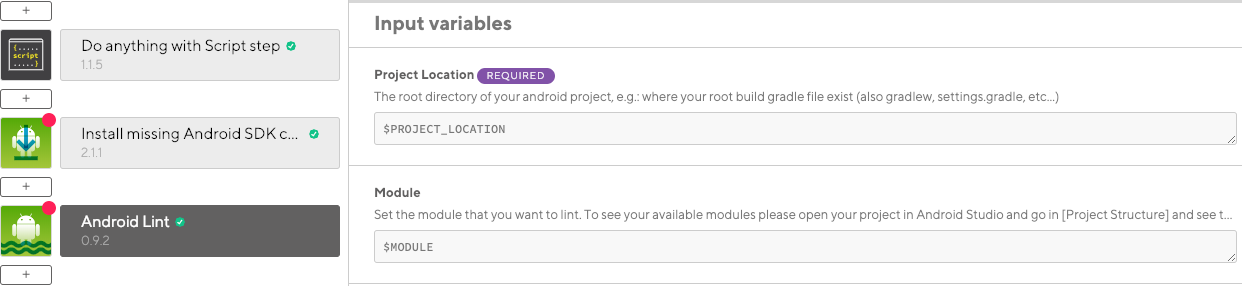 +
Do anything with Script step
1.1.5
{.....
script
.....}
+
Install missing Android SDK c...
2.1.1
+
Android Lint
0.9.2
+
Input variables
Project Location REQUIRED
The root directory of your android project, e.g.: where your root build gradle file exist (also gradlew, settings.gradle, etc...)
$PROJECT_LOCATION
Module
Set the module that you want to lint. To see your available modules please open your project in Android Studio and go in [Project Structure] and see t...
$MODULE